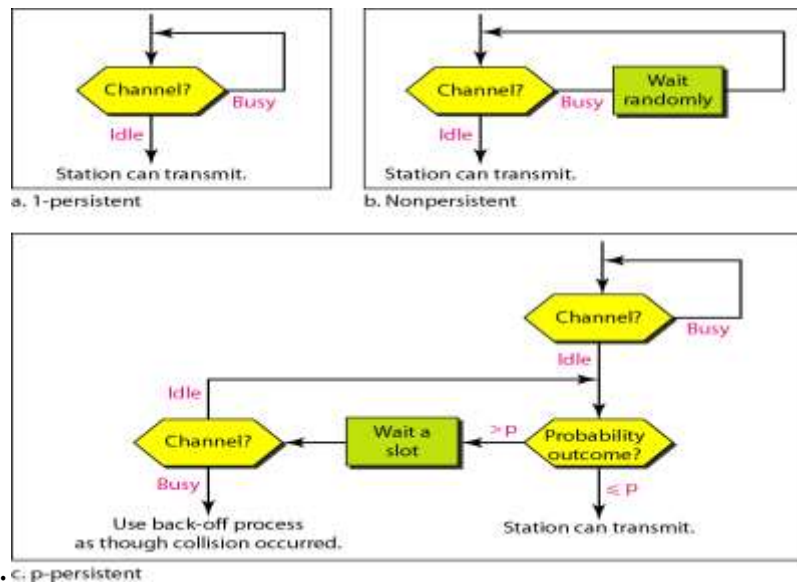 Channel?
Busy
Idle
Station can transmit.
a. 1-persistent
Channel?
Busy
Wait
randomly
Idle
Station can transmit.
b. Nonpersistent
Channel?
Busy
Idle
Idle
Channel?
Wait a
slot
> p
Probability
outcome?
Busy
≤ p
Use back-off process
as though collision occurred.
Station can transmit.
c. p-persistent